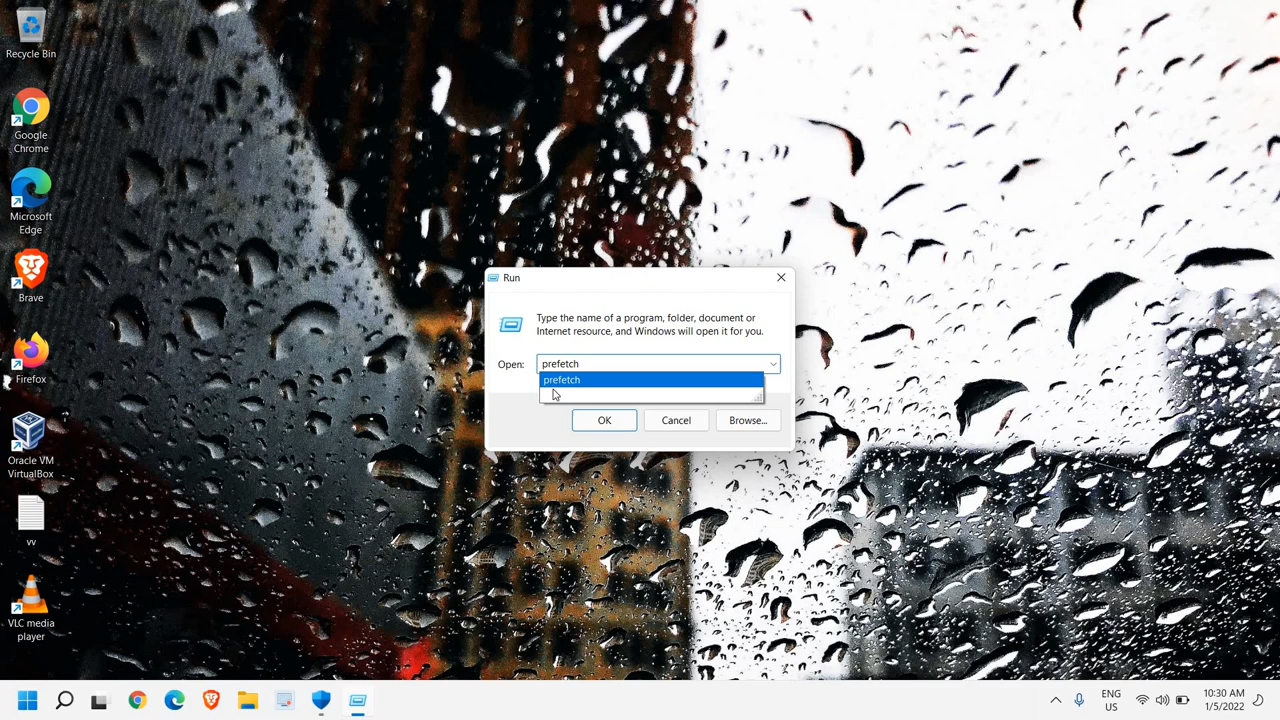 Recycle Bin
Google
Chrome
Microsoft
Edge
Brave
Firefox
Oracle VM
VirtualBox
vv
VLC media
player
Run
Type the name of a program, folder, document or
Internet resource, and Windows will open it for you.
Open:
prefetch
prefetch
OK
Cancel
Browse...
ENG
US
10:30 AM
1/5/2022